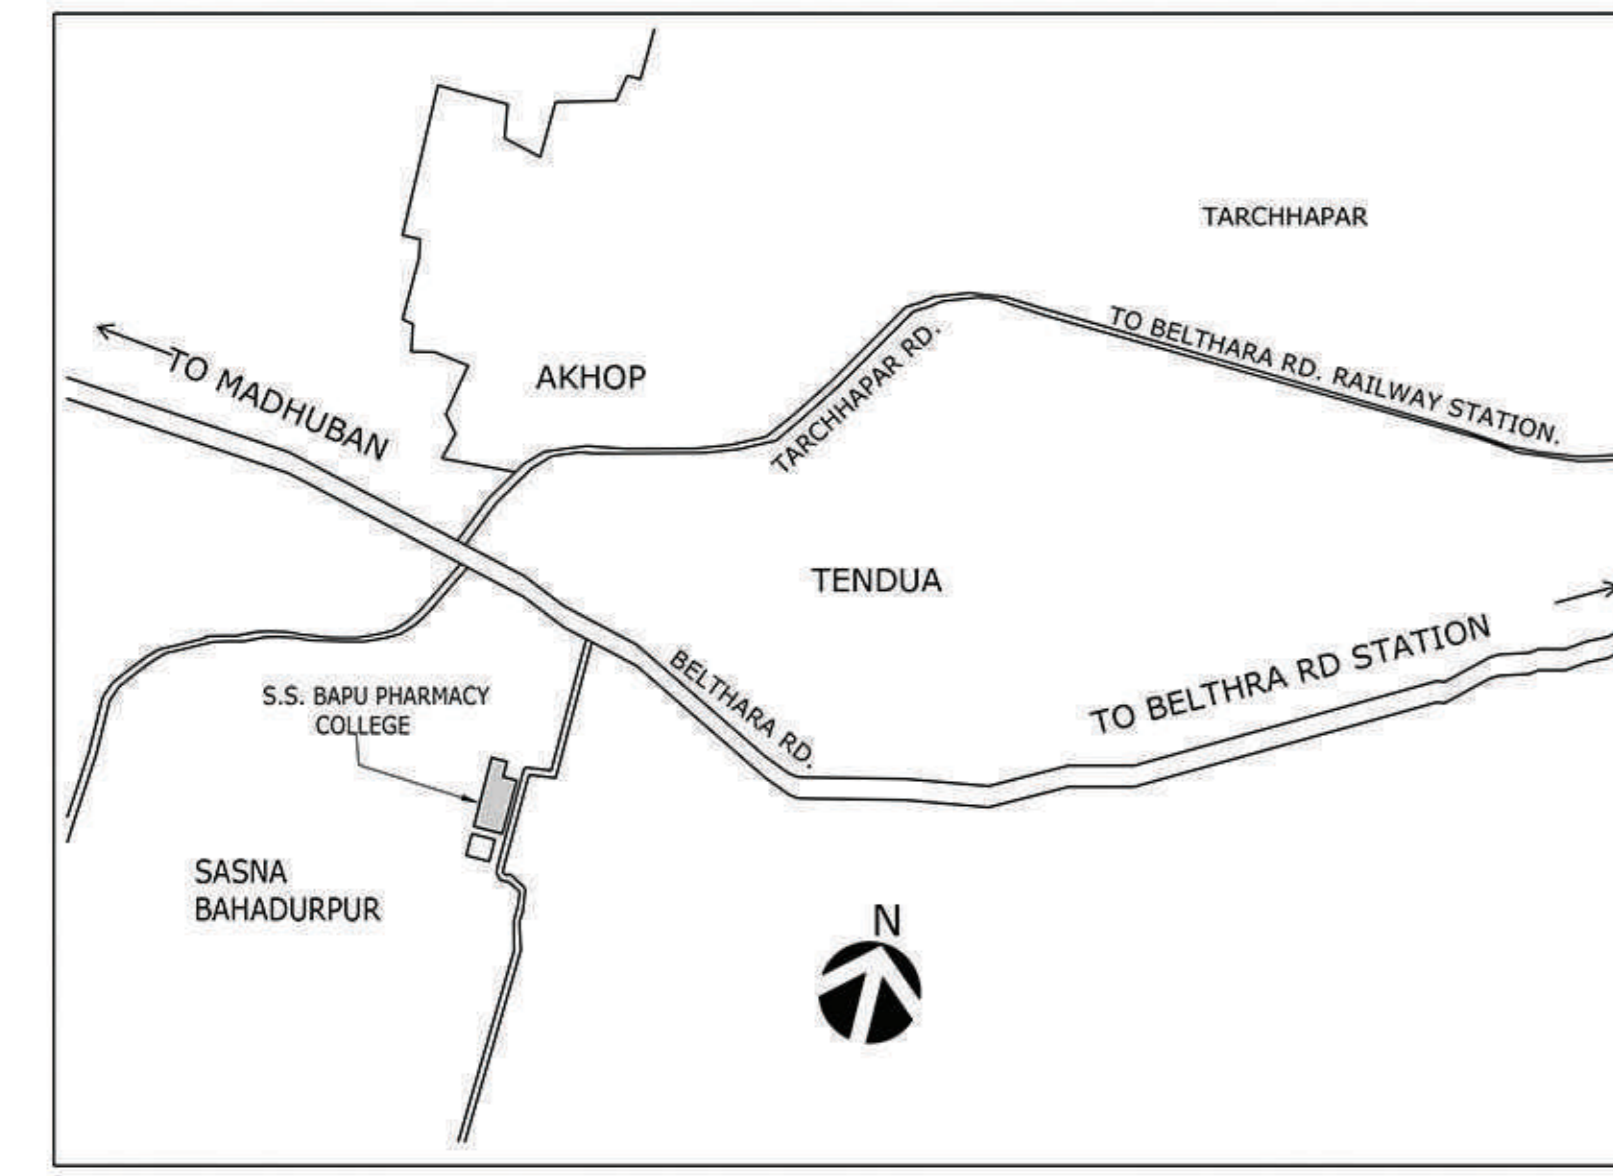 TARCHHAPAR
TO MADHUBAN
AKHOP
TARCHHAPAR RD.
TO BELTHARA RD. RAILWAY STATION.
TENDUA
BELTHARA RD.
TO BELTHRA RD STATION
S.S. BAPU PHARMACY
COLLEGE
SASNA
BAHADURPUR
N